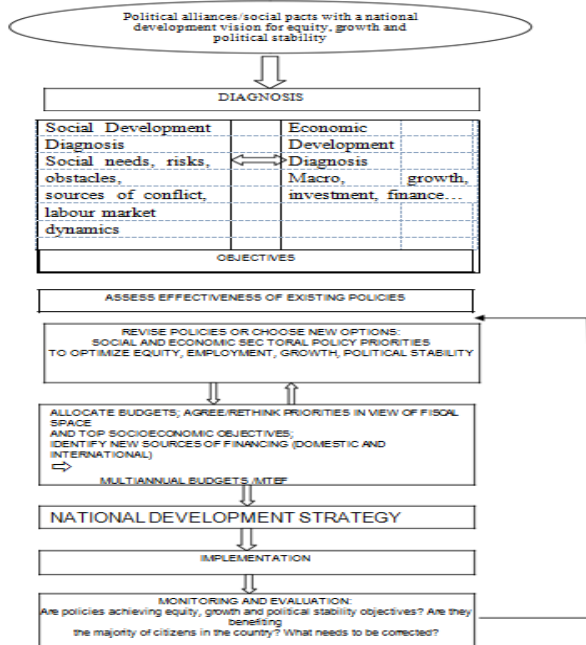 Political alliances/social pacts with a national
development vision for equity, growth and
political stability
DIAGNOSIS
Social Development
Diagnosis
Social needs, risks,
obstacles,
sources of conflict,
labour market
dynamics
Economic
Development
Diagnosis
Macro, growth,
investment, finance…
OBJECTIVES
ASSESS EFFECTIVENESS OF EXISTING POLICIES
REVISE POLICIES OR CHOOSE NEW OPTIONS:
SOCIAL AND ECONOMIC SEC TORAL POLICY PRIORITIES
TO OPTIMIZE EQUITY, EMPLOYMENT, GROWTH, POLITICAL STABILITY
ALLOCATE BUDGETS; AGREE/RETHINK PRIORITIES IN VIEW OF FISCAL
SPACE
AND TOP SOCIOECONOMIC OBJECTIVES;
IDENTIFY NEW SOURCES OF FINANCING (DOMESTIC AND
INTERNATIONAL)
MULTIANNUAL BUDGETS /MTEF
NATIONAL DEVELOPMENT STRATEGY
IMPLEMENTATION
MONITORING AND EVALUATION:
Are policies achieving equity, growth and political stability objectives? Are they
benefiting
the majority of citizens in the country? What needs to be corrected?